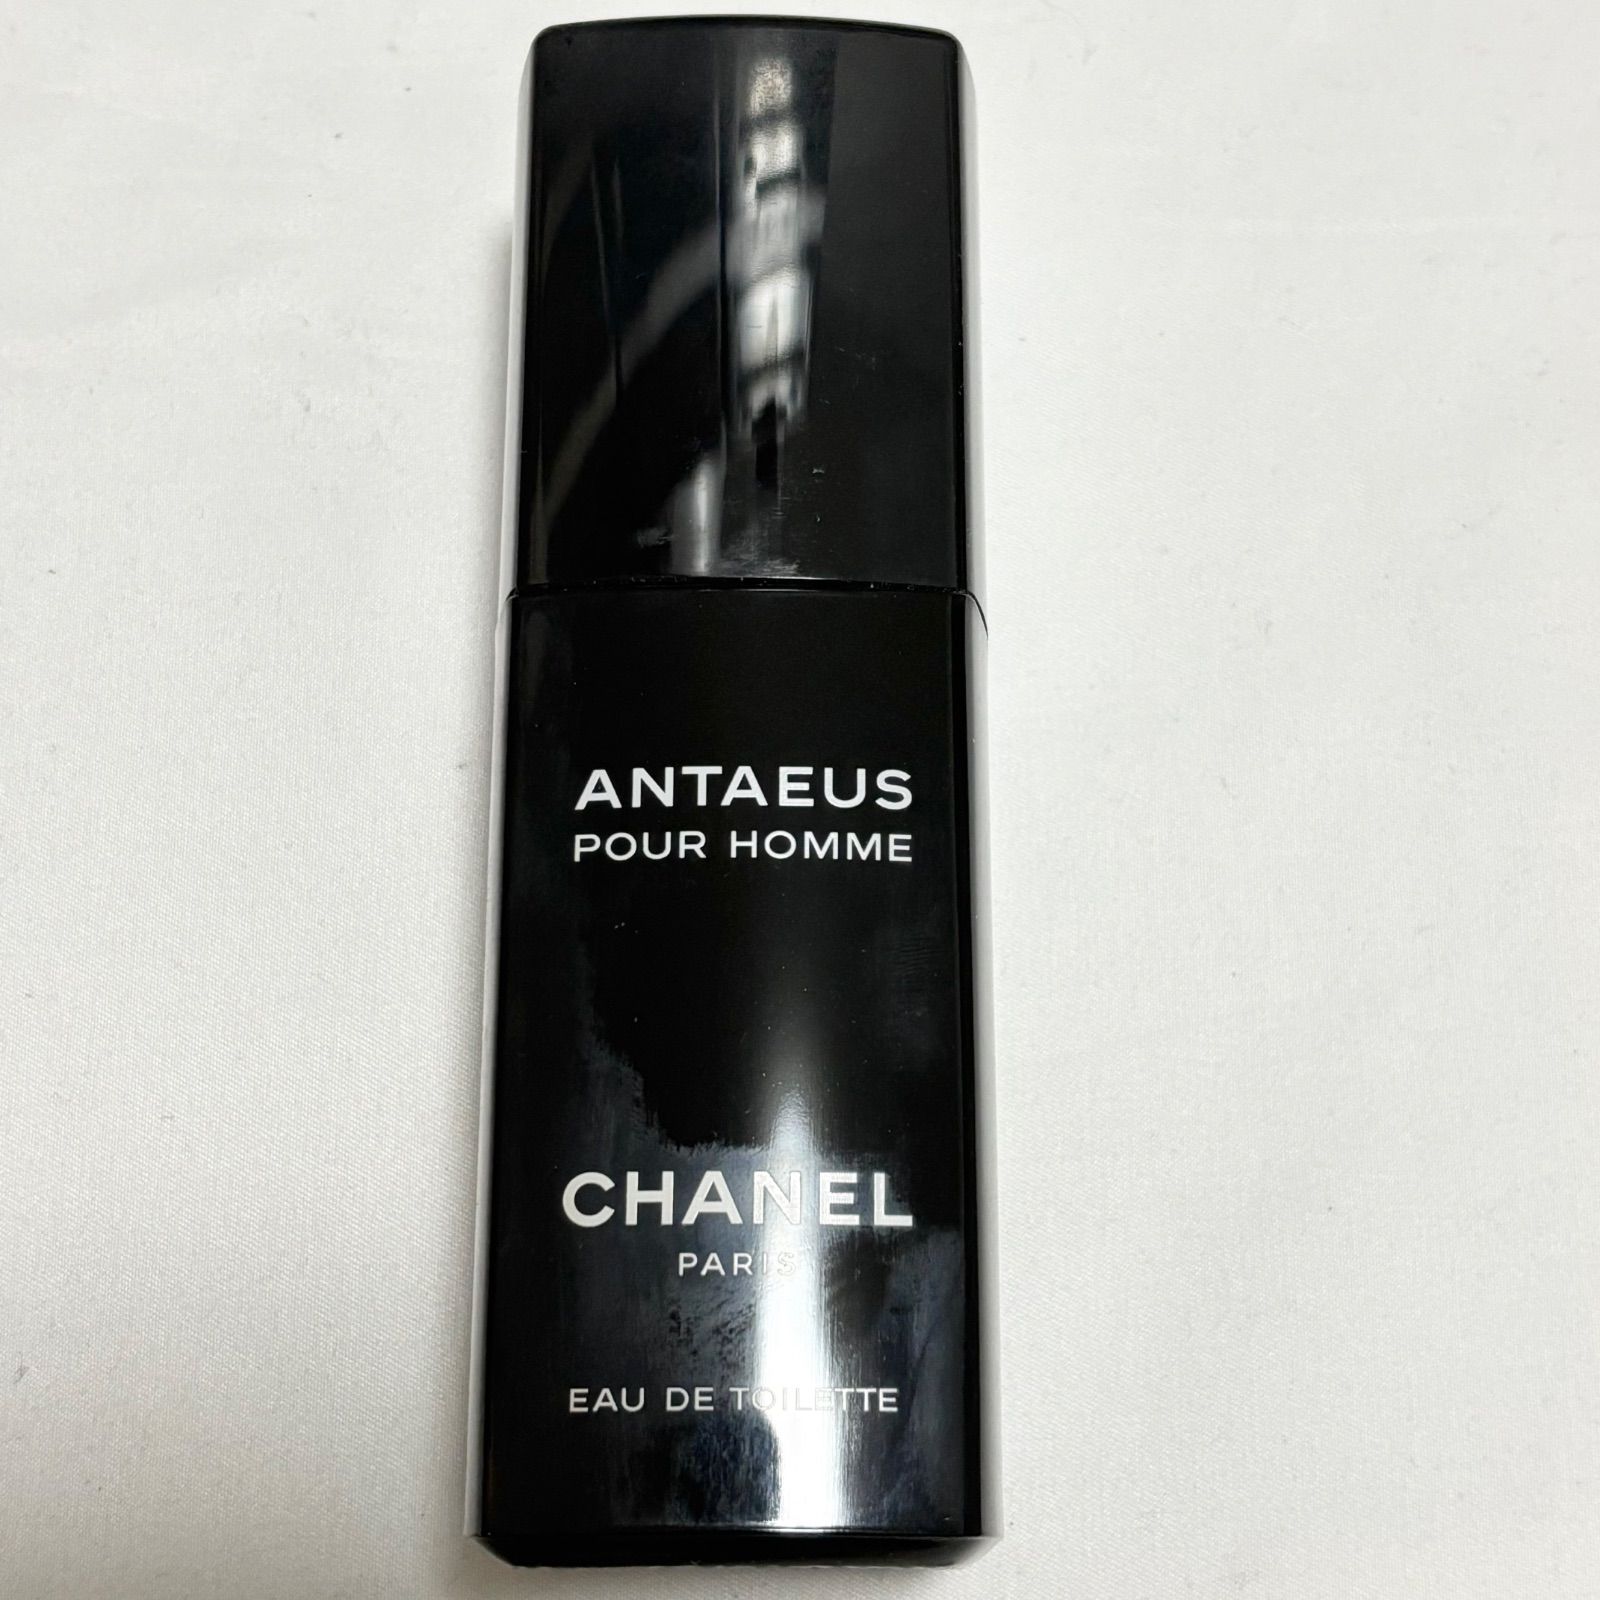 ANTAEUS
POUR HOMME
CHANEL
PARIS
EAU DE TOILETTE